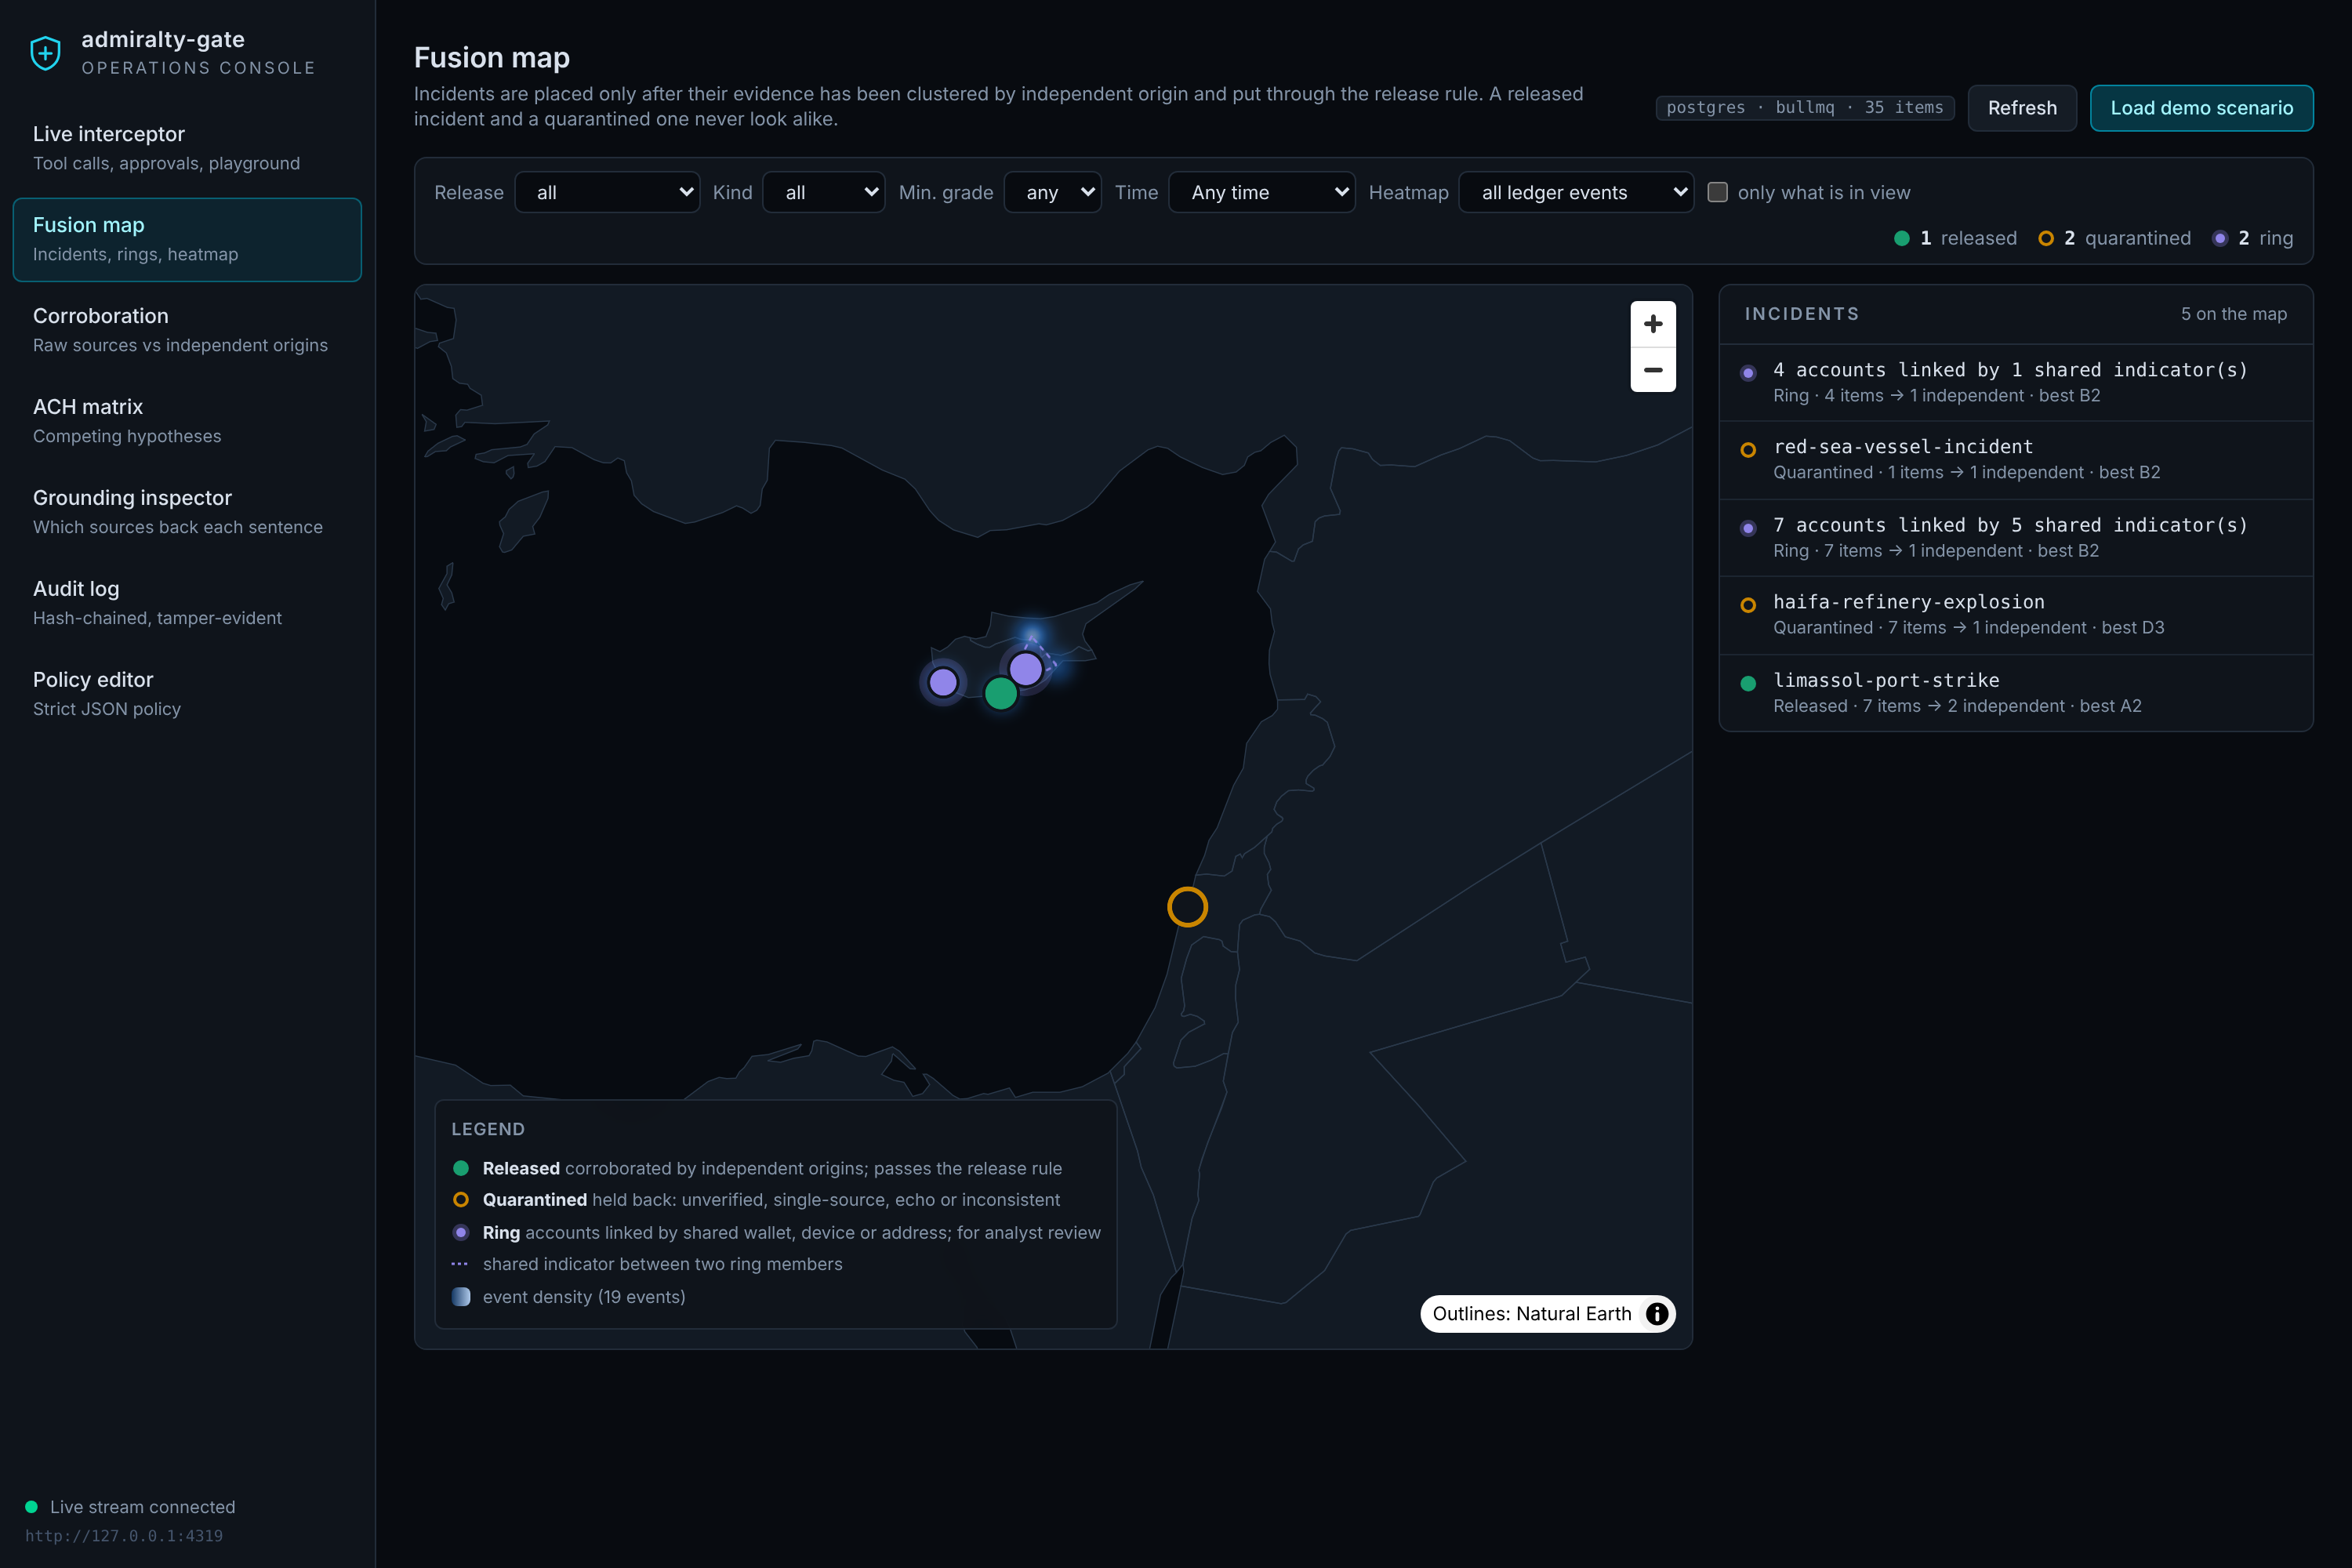 admiralty-gate
OPERATIONS CONSOLE
Live interceptor
Tool calls, approvals, playground
Fusion map
Incidents, rings, heatmap
Corroboration
Raw sources vs independent origins
ACH matrix
Competing hypotheses
Grounding inspector
Which sources back each sentence
Audit log
Hash-chained, tamper-evident
Policy editor
Strict JSON policy
Live stream connected
http://127.0.0.1:4319
Fusion map
Incidents are placed only after their evidence has been clustered by independent origin and put through the release rule. A released
incident and a quarantined one never look alike.
postgres · bullmq · 35 items
Refresh
Load demo scenario
Release all Kind all Min. grade any Time Any time Heatmap all ledger events only what is in view
1 released 2 quarantined 2 ring
+
−
LEGEND
Released corroborated by independent origins; passes the release rule
Quarantined held back: unverified, single-source, echo or inconsistent
Ring accounts linked by shared wallet, device or address; for analyst review
shared indicator between two ring members
event density (19 events)
Outlines: Natural Earth
INCIDENTS 5 on the map
4 accounts linked by 1 shared indicator(s)
Ring · 4 items → 1 independent · best B2
red-sea-vessel-incident
Quarantined · 1 items → 1 independent · best B2
7 accounts linked by 5 shared indicator(s)
Ring · 7 items → 1 independent · best B2
haifa-refinery-explosion
Quarantined · 7 items → 1 independent · best D3
limassol-port-strike
Released · 7 items → 2 independent · best A2